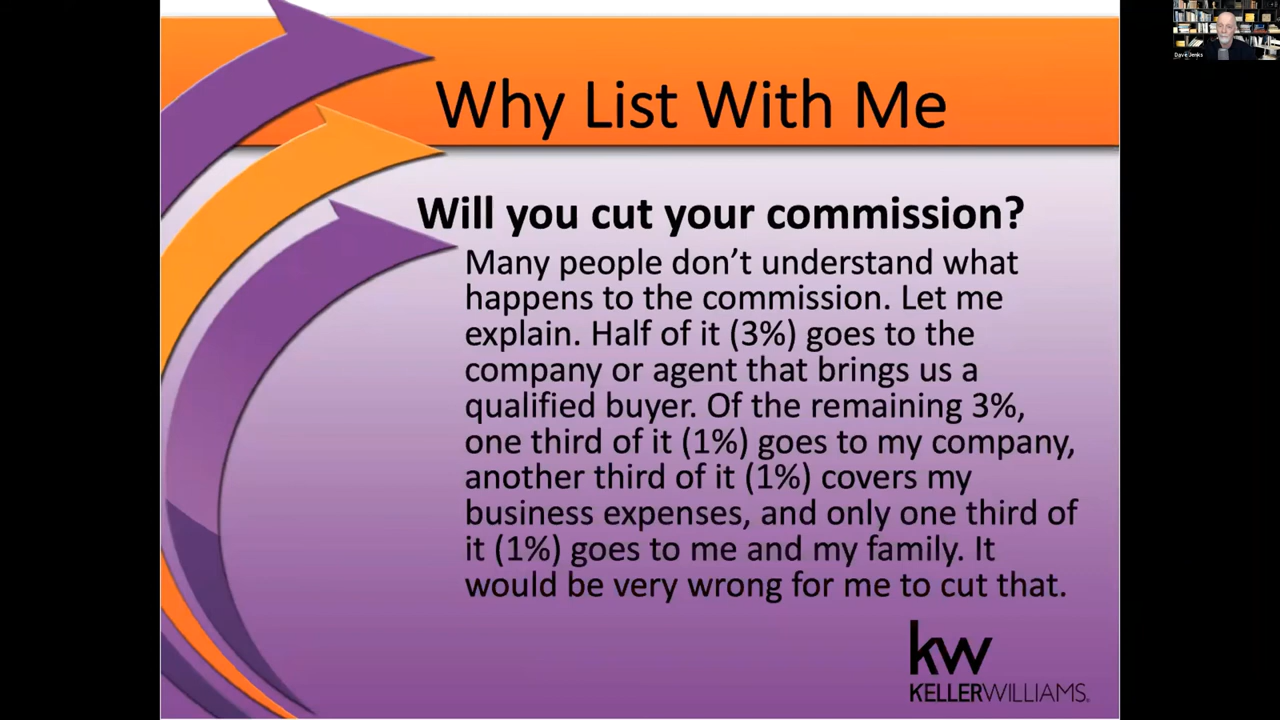 Dave Jenks
Why List With Me
Will you cut your commission?
Many people don’t understand what
happens to the commission. Let me
explain. Half of it (3%) goes to the
company or agent that brings us a
qualified buyer. Of the remaining 3%,
one third of it (1%) goes to my company,
another third of it (1%) covers my
business expenses, and only one third of
it (1%) goes to me and my family. It
would be very wrong for me to cut that.
kw
KELLERWILLIAMS.